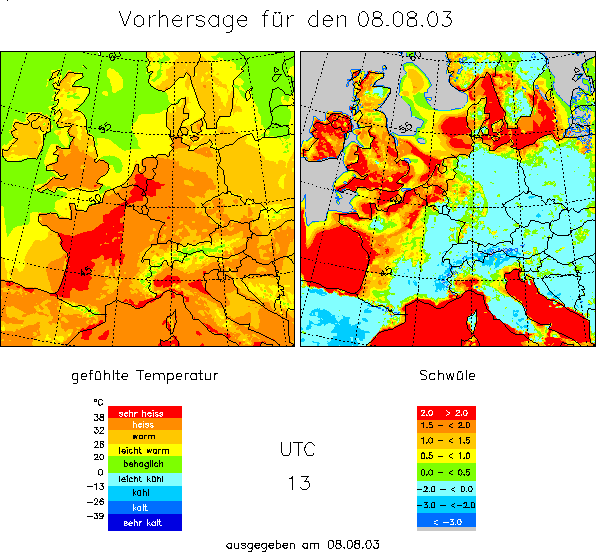 Vorhersage für den 08.08.03
gefühlte Temperatur
Schwüle
°C
38
32
26
20
0
-13
-26
-39
sehr heiss
heiss
warm
leicht warm
behaglich
leicht kühl
kühl
kalt
sehr kalt
UTC
13
2.0 > 2.0
1.5 - < 2.0
1.0 - < 1.5
0.5 - < 1.0
0.0 - < 0.5
-2.0 - < 0.0
-3.0 - <-2.0
< -3.0
ausgegeben am 08.08.03